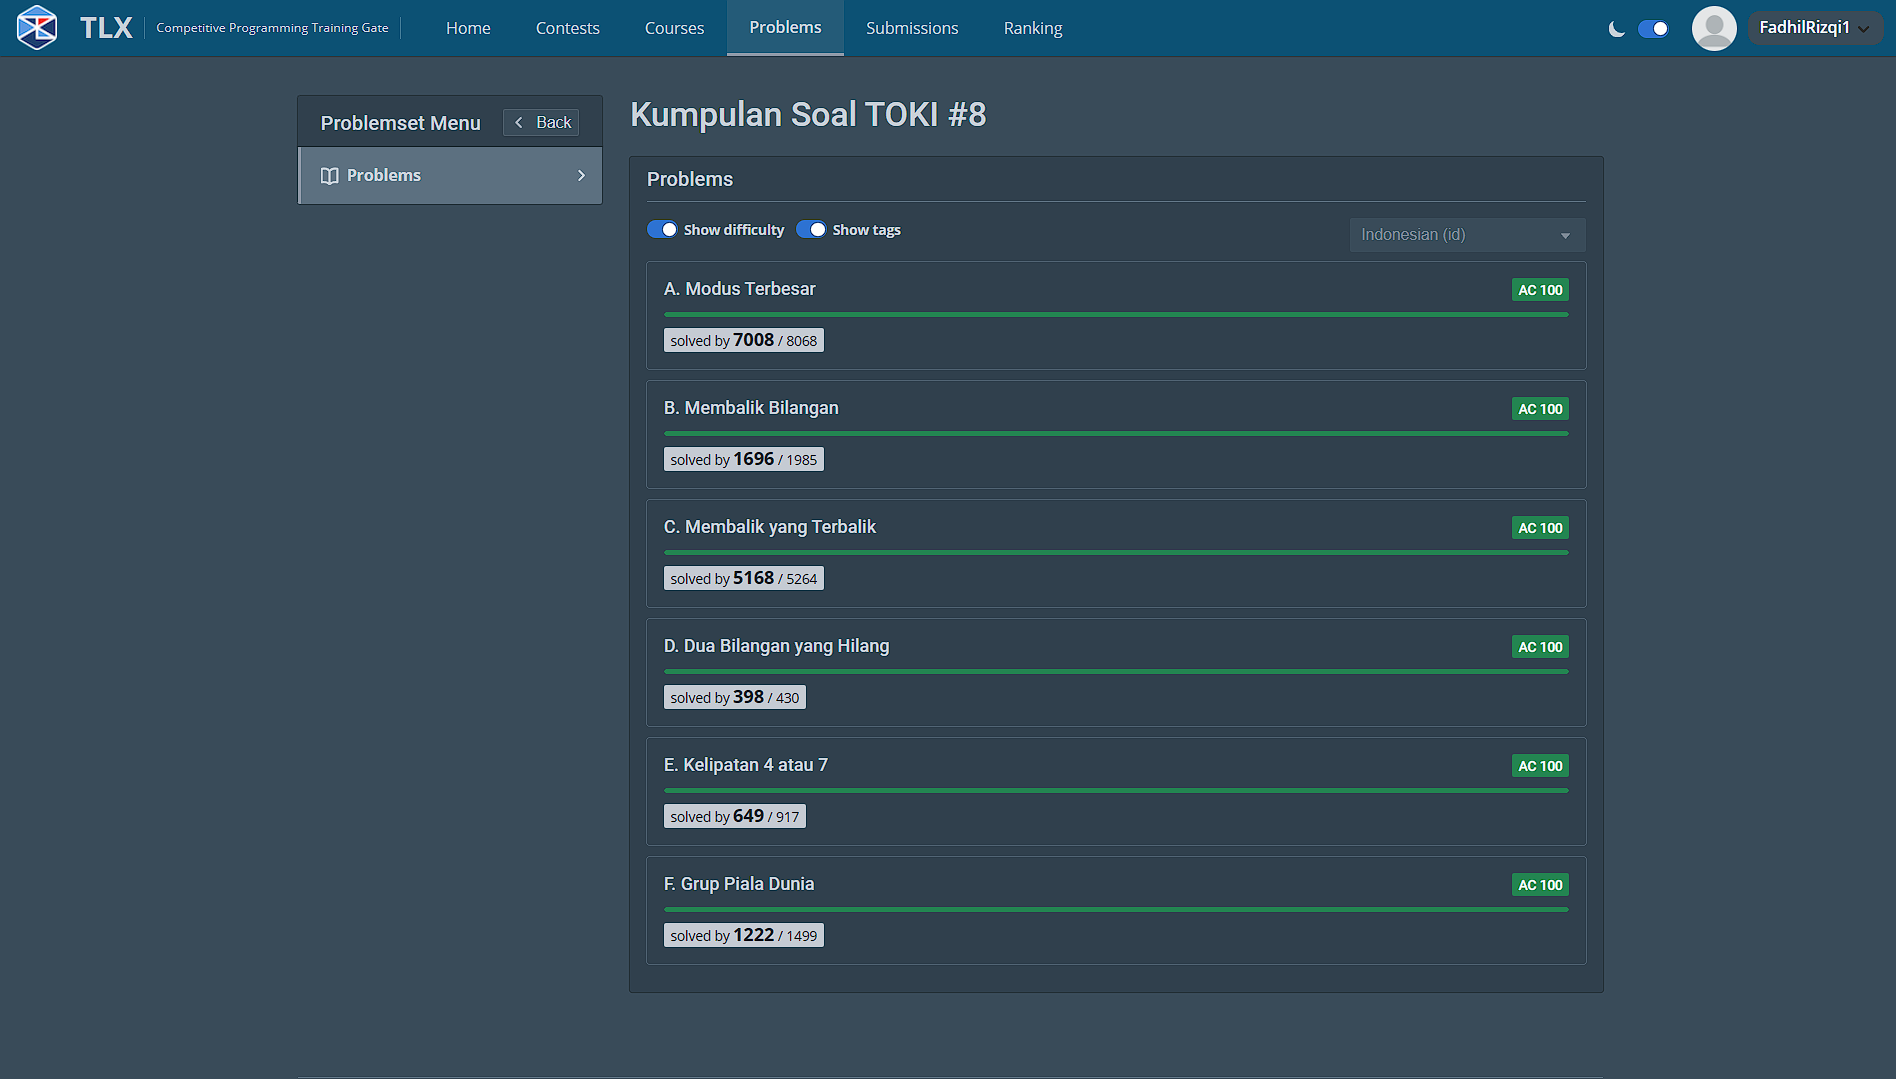 TLX Competitive Programming Training Gate Home Contests Courses Problems Submissions Ranking FadhilRizqi1
Problemset Menu Back
Problems
Kumpulan Soal TOKI #8
Problems
Show difficulty Show tags Indonesian (id)
A. Modus Terbesar AC 100
solved by 7008 / 8068
B. Membalik Bilangan AC 100
solved by 1696 / 1985
C. Membalik yang Terbalik AC 100
solved by 5168 / 5264
D. Dua Bilangan yang Hilang AC 100
solved by 398 / 430
E. Kelipatan 4 atau 7 AC 100
solved by 649 / 917
F. Grup Piala Dunia AC 100
solved by 1222 / 1499